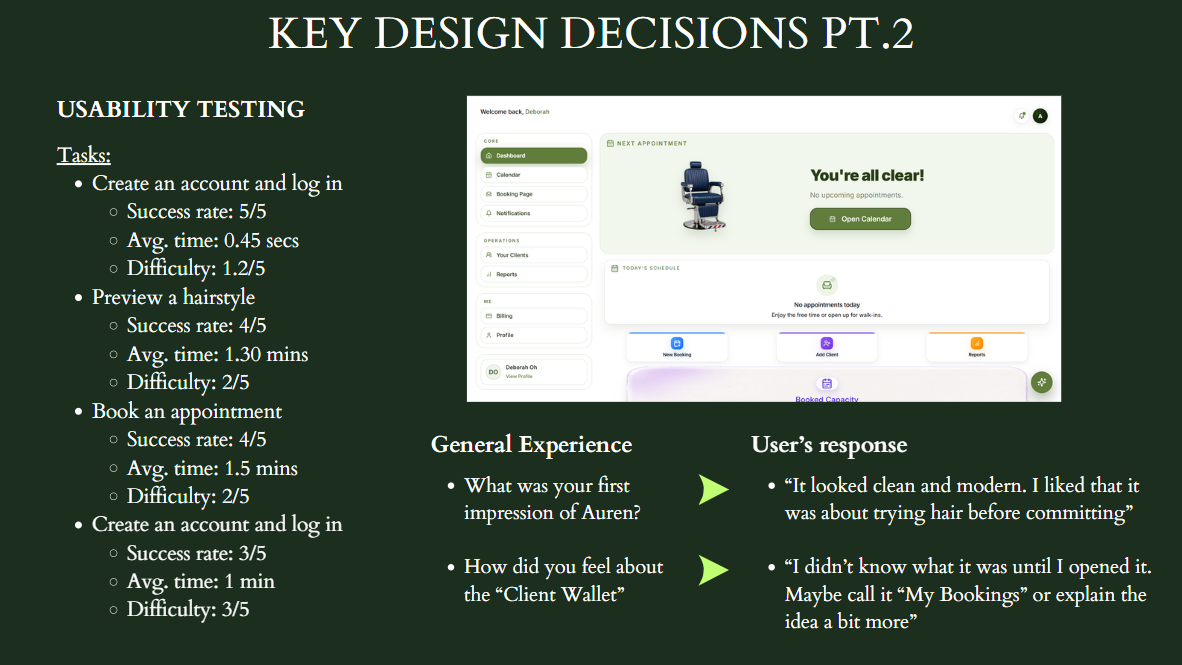 KEY DESIGN DECISIONS PT.2
USABILITY TESTING
Tasks:
Create an account and log in
Success rate: 5/5
Avg. time: 0.45 secs
Difficulty: 1.2/5
Preview a hairstyle
Success rate: 4/5
Avg. time: 1.30 mins
Difficulty: 2/5
Book an appointment
Success rate: 4/5
Avg. time: 1.5 mins
Difficulty: 2/5
Create an account and log in
Success rate: 3/5
Avg. time: 1 min
Difficulty: 3/5
Welcome back, Deborah
A
CORE
Dashboard
Calendar
Booking Page
Notifications
OPERATIONS
Your Clients
Reports
ME
Billing
Profile
DO
Deborah Oh
View Profile
NEXT APPOINTMENT
You're all clear!
No upcoming appointments.
Open Calendar
TODAY'S SCHEDULE
No appointments today
Enjoy the free time or open up for walk-ins.
New Booking
Add Client
Reports
Booked Capacity
General Experience
What was your first
impression of Auren?
How did you feel about
the “Client Wallet”
User’s response
“It looked clean and modern. I liked that it
was about trying hair before committing”
“I didn’t know what it was until I opened it.
Maybe call it “My Bookings” or explain the
idea a bit more”